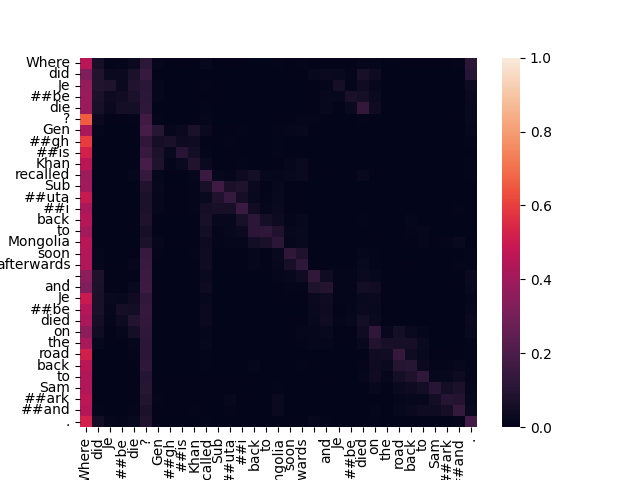 Where
did
Je
##be
die
?
Gen
##gh
##is
Khan
recalled
Sub
##uta
##i
back
to
Mongolia
soon
afterwards
and
Je
##be
died
on
the
road
back
to
Sam
##ark
##and
.
Where
did
Je
##be
die
?
Gen
##gh
##is
Khan
called
Sub
##uta
##i
back
to
ngolia
soon
wards
and
Je
##be
died
on
the
road
back
to
Sam
##ark
##and
.
1.0
0.8
0.6
0.4
0.2
0.0